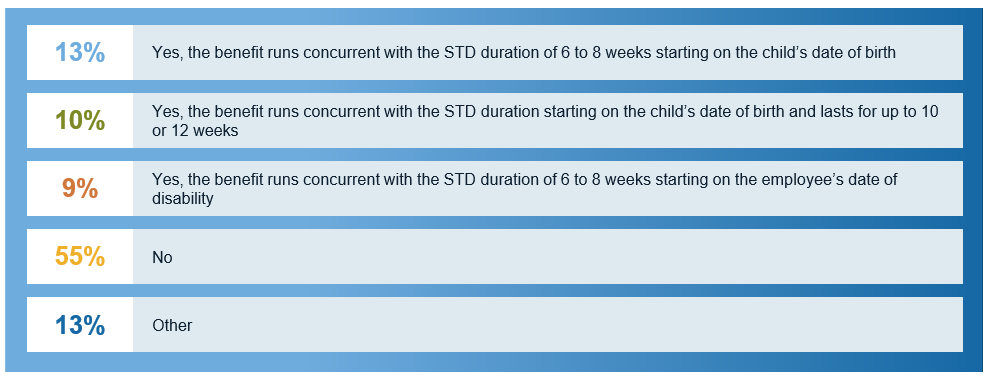 13%
Yes, the benefit runs concurrent with the STD duration of 6 to 8 weeks starting on the child’s date of birth
10%
Yes, the benefit runs concurrent with the STD duration starting on the child’s date of birth and lasts for up to 10
or 12 weeks
9%
Yes, the benefit runs concurrent with the STD duration of 6 to 8 weeks starting on the employee’s date of
disability
55%
No
13%
Other